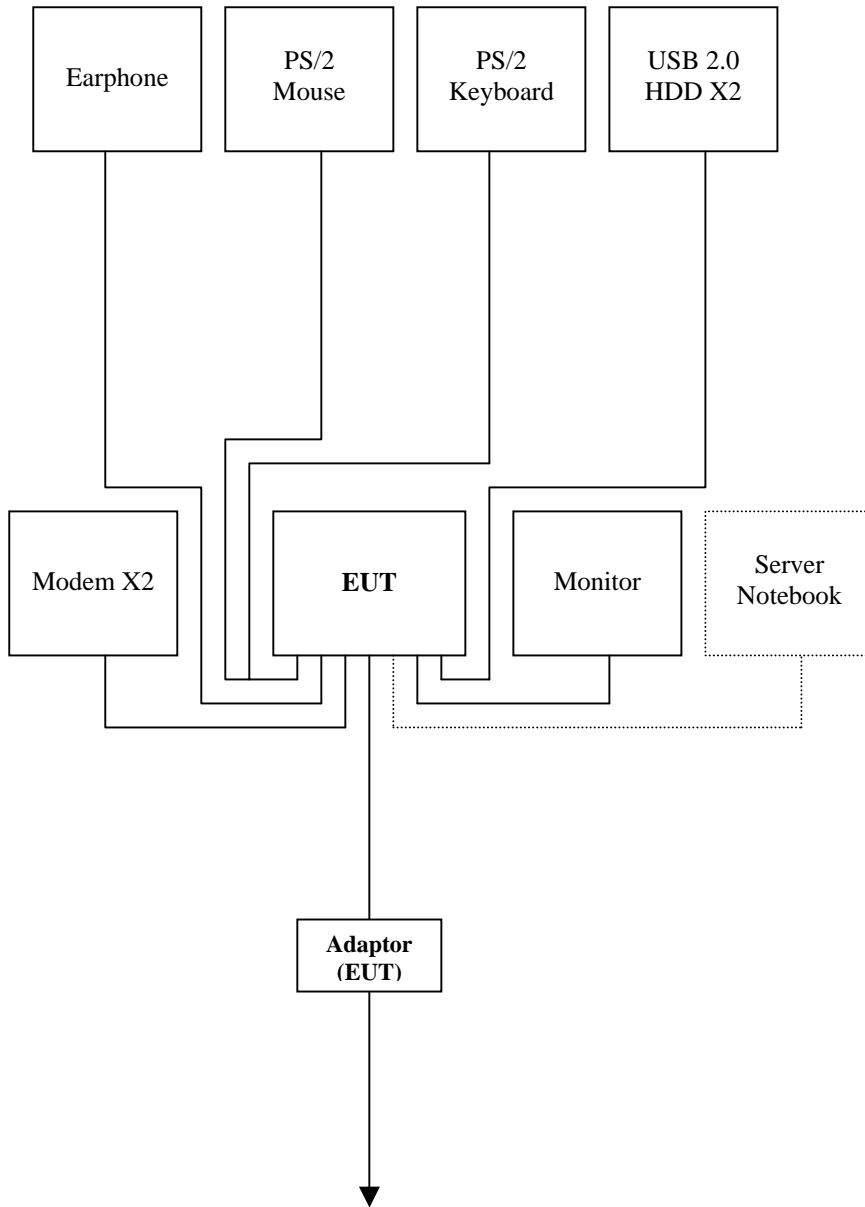 Earphone
PS/2
Mouse
PS/2
Keyboard
USB 2.0
HDD X2
Modem X2
EUT
Monitor
Server
Notebook
Adaptor
(EUT)